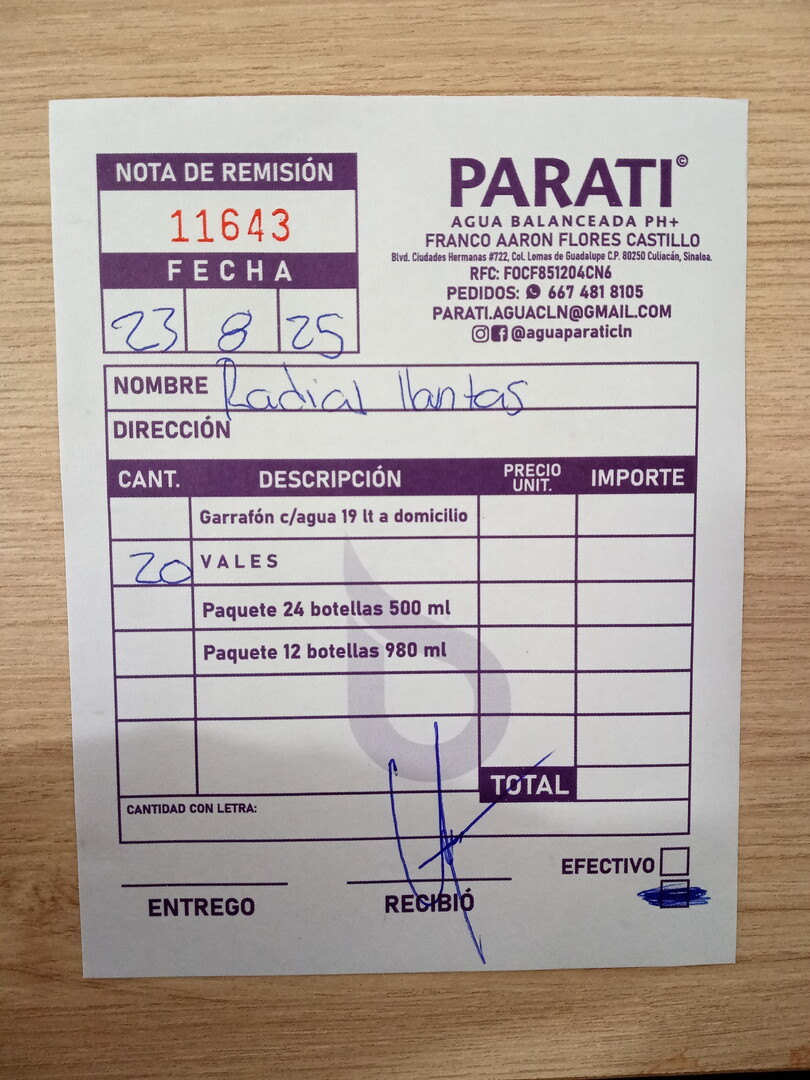 NOTA DE REMISIÓN
11643
FECHA
23 8 25
PARATI©
AGUA BALANCEADA PH+
FRANCO AARON FLORES CASTILLO
Blvd. Ciudades Hermanas #722, Col. Lomas de Guadalupe C.P. 80250 Culiacán, Sinaloa.
RFC: FOCF851204CN6
PEDIDOS: 667 481 8105
PARATI.AGUACLN@GMAIL.COM
@aguaparaticln
NOMBRE Radial llantas
DIRECCIÓN
CANT. DESCRIPCIÓN PRECIO UNIT. IMPORTE
Garrafón c/agua 19 lt a domicilio
20 VALES
Paquete 24 botellas 500 ml
Paquete 12 botellas 980 ml
TOTAL
CANTIDAD CON LETRA:
EFECTIVO
ENTREGO RECIBIÓ